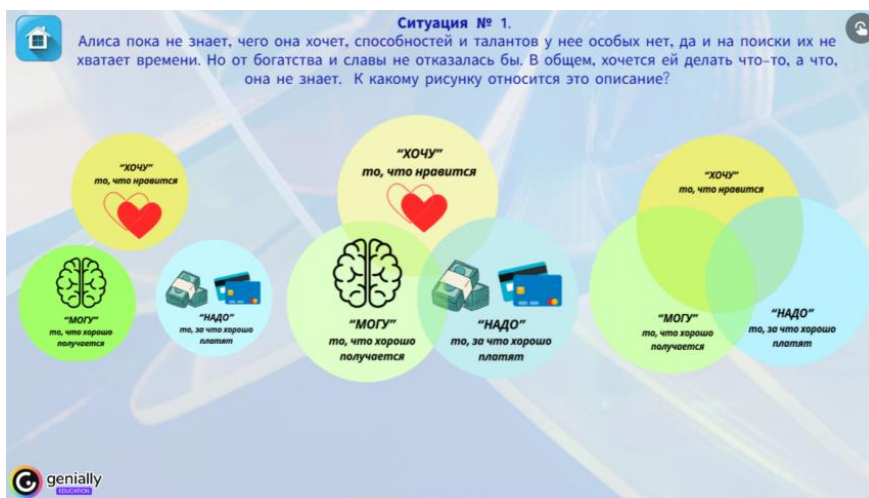 Ситуация № 1.
Алиса пока не знает, чего она хочет, способностей и талантов у нее особых нет, да и на поиски их не
хватает времени. Но от богатства и славы не отказалась бы. В общем, хочется ей делать что-то, а что,
она не знает. К какому рисунку относится это описание?
"ХОЧУ"
то, что нравится
"МОГУ"
то, что хорошо
получается
"НАДО"
то, за что хорошо
платят
"ХОЧУ"
то, что нравится
"МОГУ"
то, что хорошо
получается
"НАДО"
то, за что хорошо
платят
"ХОЧУ"
то, что нравится
"МОГУ"
то, что хорошо
получается
"НАДО"
то, за что хорошо
платят
genially
EDUCATION